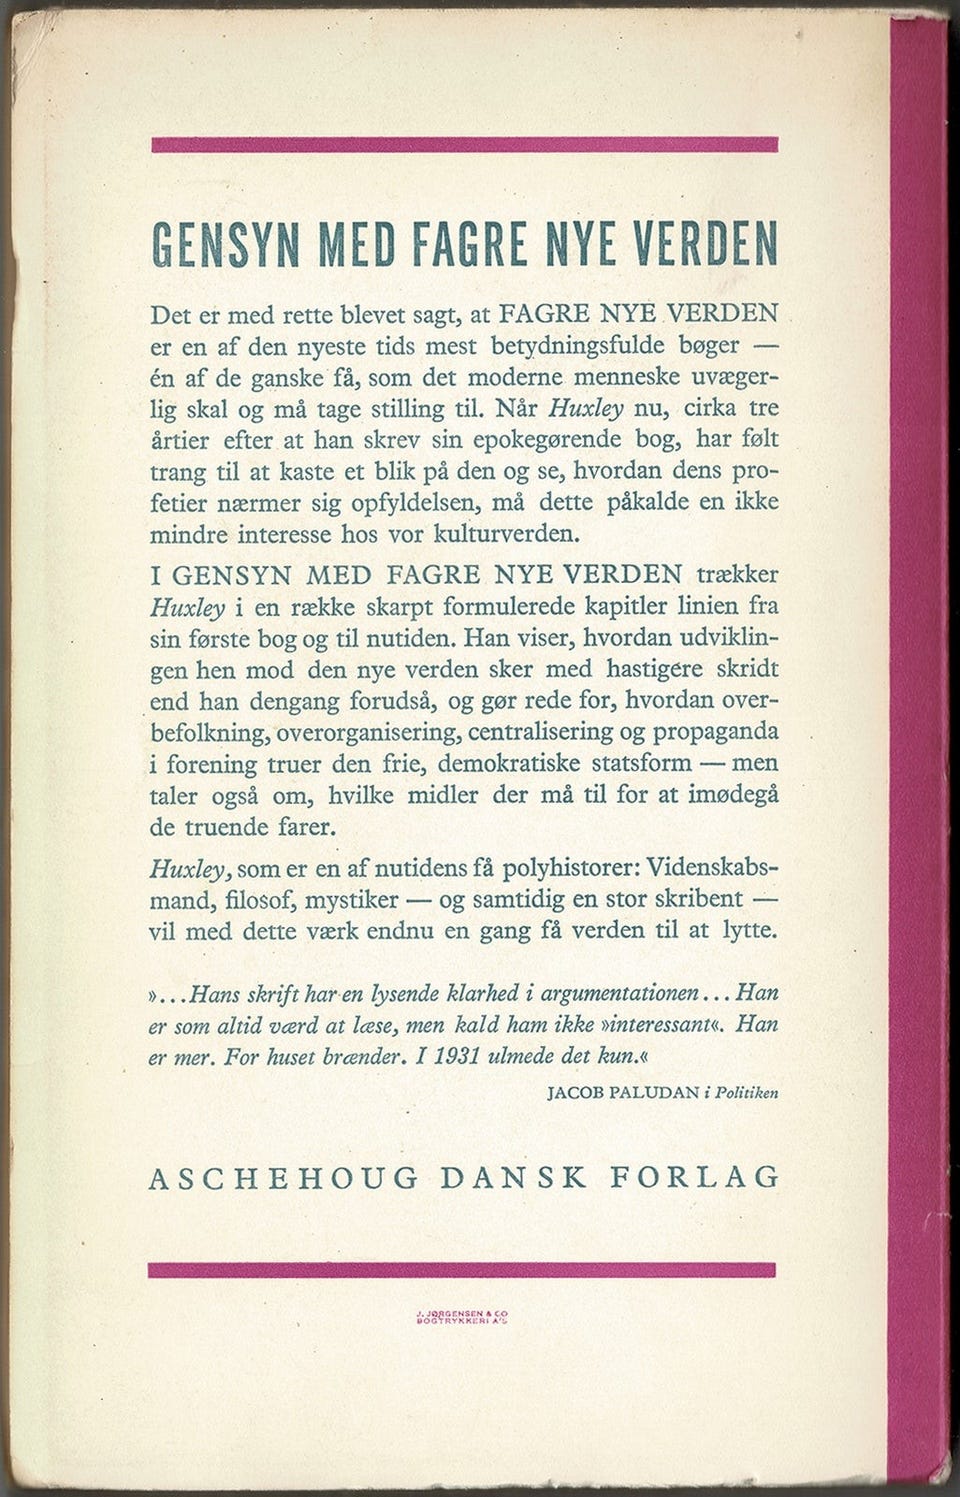 GENSYN MED FAGRE NYE VERDEN
Det er med rette blevet sagt, at FAGRE NYE VERDEN
er en af den nyeste tids mest betydningsfulde bøger —
én af de ganske få, som det moderne menneske uvæger-
lig skal og må tage stilling til. Når Huxley nu, cirka tre
årtier efter at han skrev sin epokegørende bog, har følt
trang til at kaste et blik på den og se, hvordan dens pro-
fetier nærmer sig opfyldelsen, må dette påkalde en ikke
mindre interesse hos vor kulturverden.
I GENSYN MED FAGRE NYE VERDEN trækker
Huxley i en række skarpt formulerede kapitler linien fra
sin første bog og til nutiden. Han viser, hvordan udviklin-
gen hen mod den nye verden sker med hastigere skridt
end han dengang forudså, og gør rede for, hvordan over-
befolkning, overorganisering, centralisering og propaganda
i forening truer den frie, demokratiske statsform — men
taler også om, hvilke midler der må til for at imødegå
de truende farer.
Huxley, som er en af nutidens få polyhistorer: Videnskabs-
mand, filosof, mystiker — og samtidig en stor skribent —
vil med dette værk endnu en gang få verden til at lytte.
»...Hans skrift har en lysende klarhed i argumentationen... Han
er som altid værd at læse, men kald ham ikke »interessant«. Han
er mer. For huset brænder. I 1931 ulmede det kun.«
JACOB PALUDAN i Politiken
ASCHEHOUG DANSK FORLAG
J. JØRGENSEN & CO
BOGTRYKKERI A/S